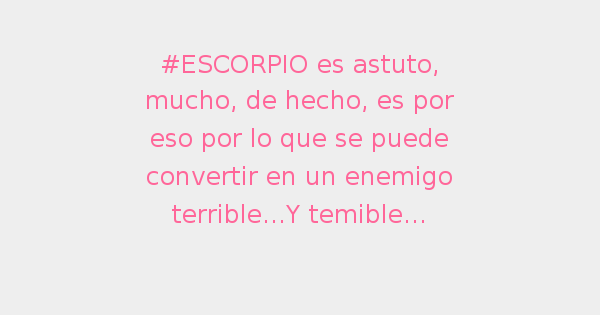 #ESCORPIO es astuto,
mucho, de hecho, es por
eso por lo que se puede
convertir en un enemigo
terrible...Y temible...